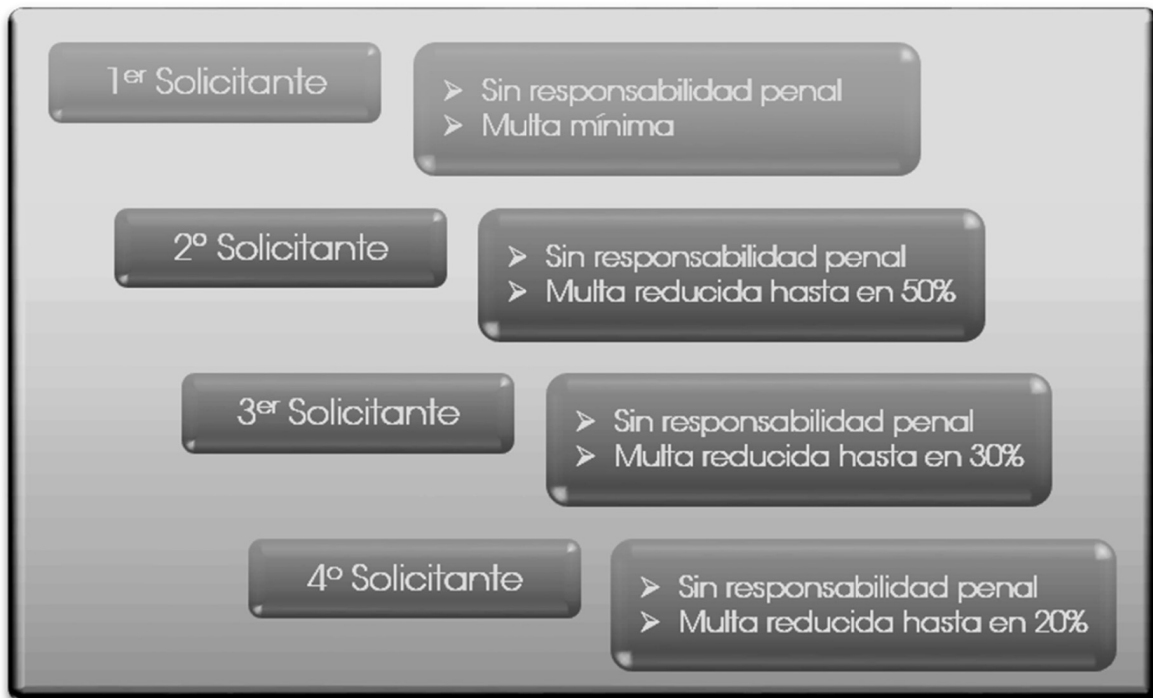 1er Solicitante
➢ Sin responsabilidad penal
➢ Multa mínima
2º Solicitante
➢ Sin responsabilidad penal
➢ Multa reducida hasta en 50%
3er Solicitante
➢ Sin responsabilidad penal
➢ Multa reducida hasta en 30%
4º Solicitante
➢ Sin responsabilidad penal
➢ Multa reducida hasta en 20%